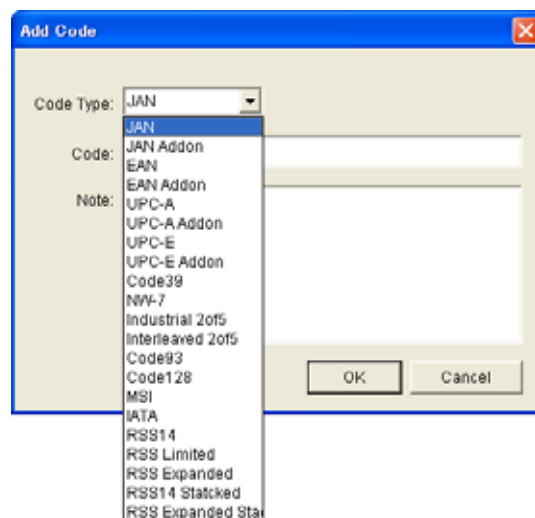 Add Code
Code Type: JAN
JAN
JAN Addon
Code:
EAN
EAN Addon
Note:
UPC-A
UPC-A Addon
UPC-E
UPC-E Addon
Code39
NW-7
Industrial 2of5
Interleaved 2of5
Code93
Code128
OK Cancel
MSI
IATA
RSS14
RSS Limited
RSS Expanded
RSS14 Statcked
RSS Expanded